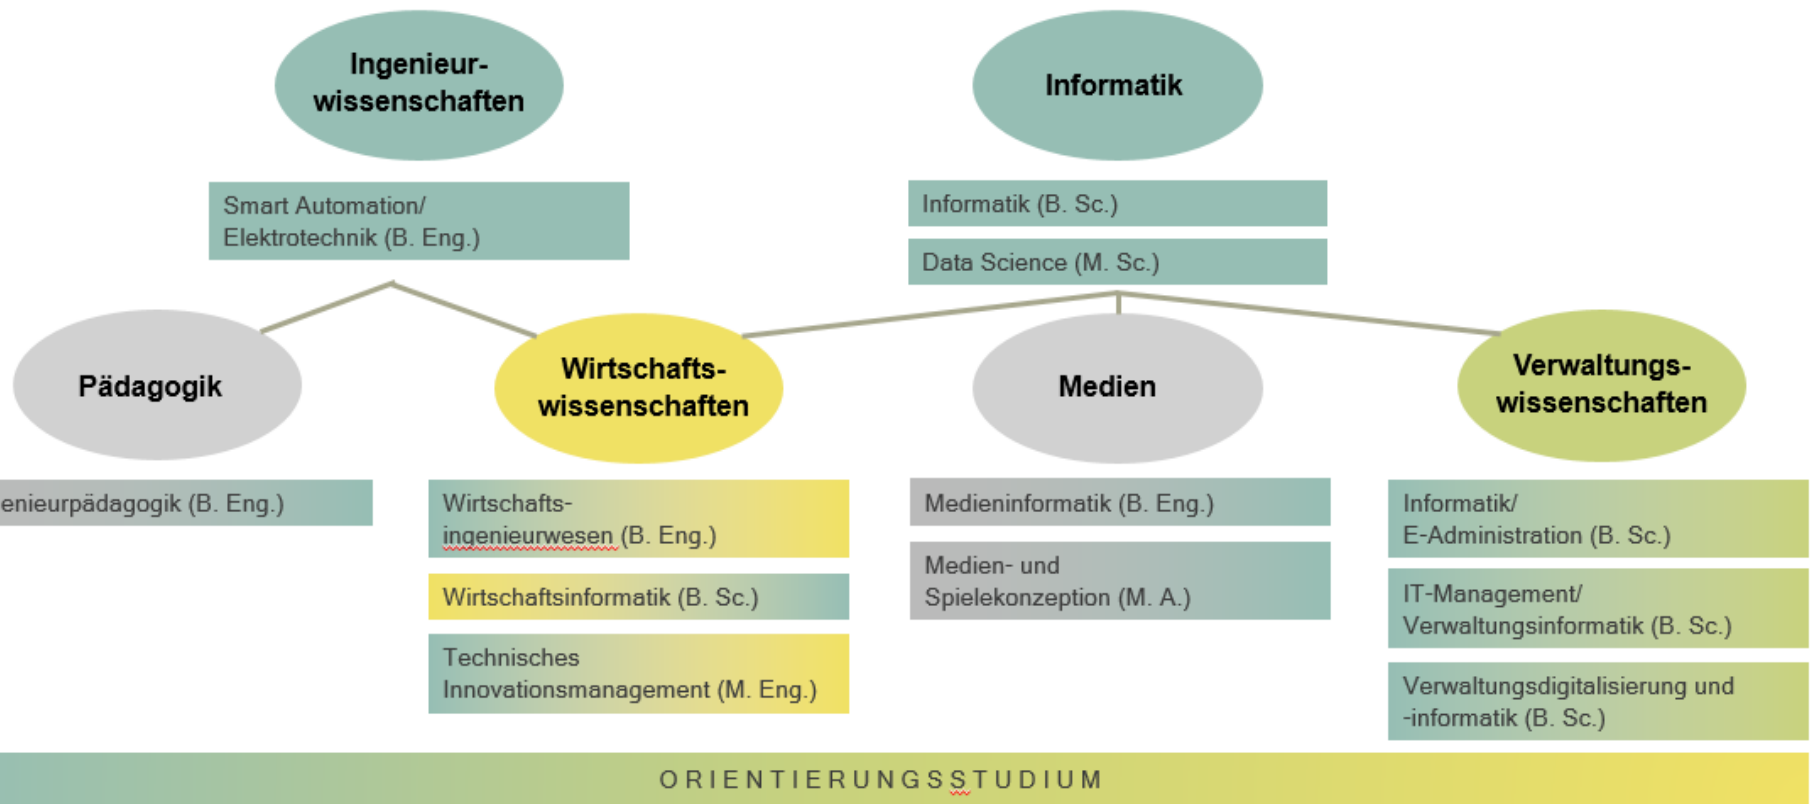 Ingenieur-
wissenschaften
Informatik
Smart Automation/
Elektrotechnik (B. Eng.)
Informatik (B. Sc.)
Data Science (M. Sc.)
Pädagogik
Wirtschafts-
wissenschaften
Medien
Verwaltungs-
wissenschaften
enieurpädagogik (B. Eng.)
Wirtschafts-
ingenieurwesen (B. Eng.)
Wirtschaftsinformatik (B. Sc.)
Technisches
Innovationsmanagement (M. Eng.)
Medieninformatik (B. Eng.)
Medien- und
Spielekonzeption (M. A.)
Informatik/
E-Administration (B. Sc.)
IT-Management/
Verwaltungsinformatik (B. Sc.)
Verwaltungsdigitalisierung und
-informatik (B. Sc.)
ORIENTIERUNGSSTUDIUM